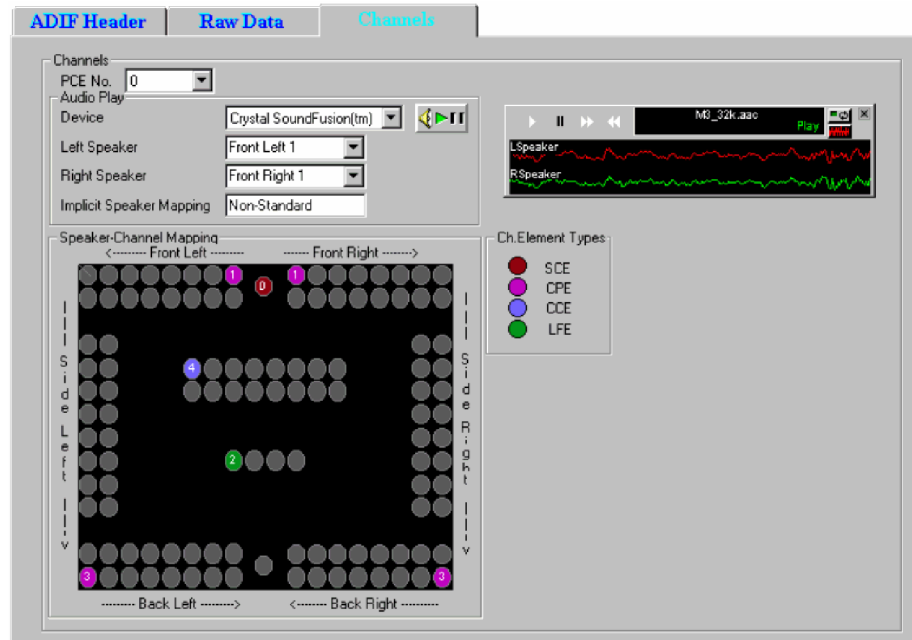 ADIF Header Raw Data Channels
Channels
PCE No. 0
Audio Play
Device Crystal SoundFusion(tm)
Left Speaker Front Left 1
Right Speaker Front Right 1
Implicit Speaker Mapping Non-Standard
M3_32k.aac
Play
LSpeaker
RSpeaker
Speaker-Channel Mapping
<--------- Front Left --------- ------- Front Right -------->
1 0 1
Side Left
4
2
Side Right
3 3
--------- Back Left ---------> <-------- Back Right ----------
Ch.Element Types
SCE
CPE
CCE
LFE